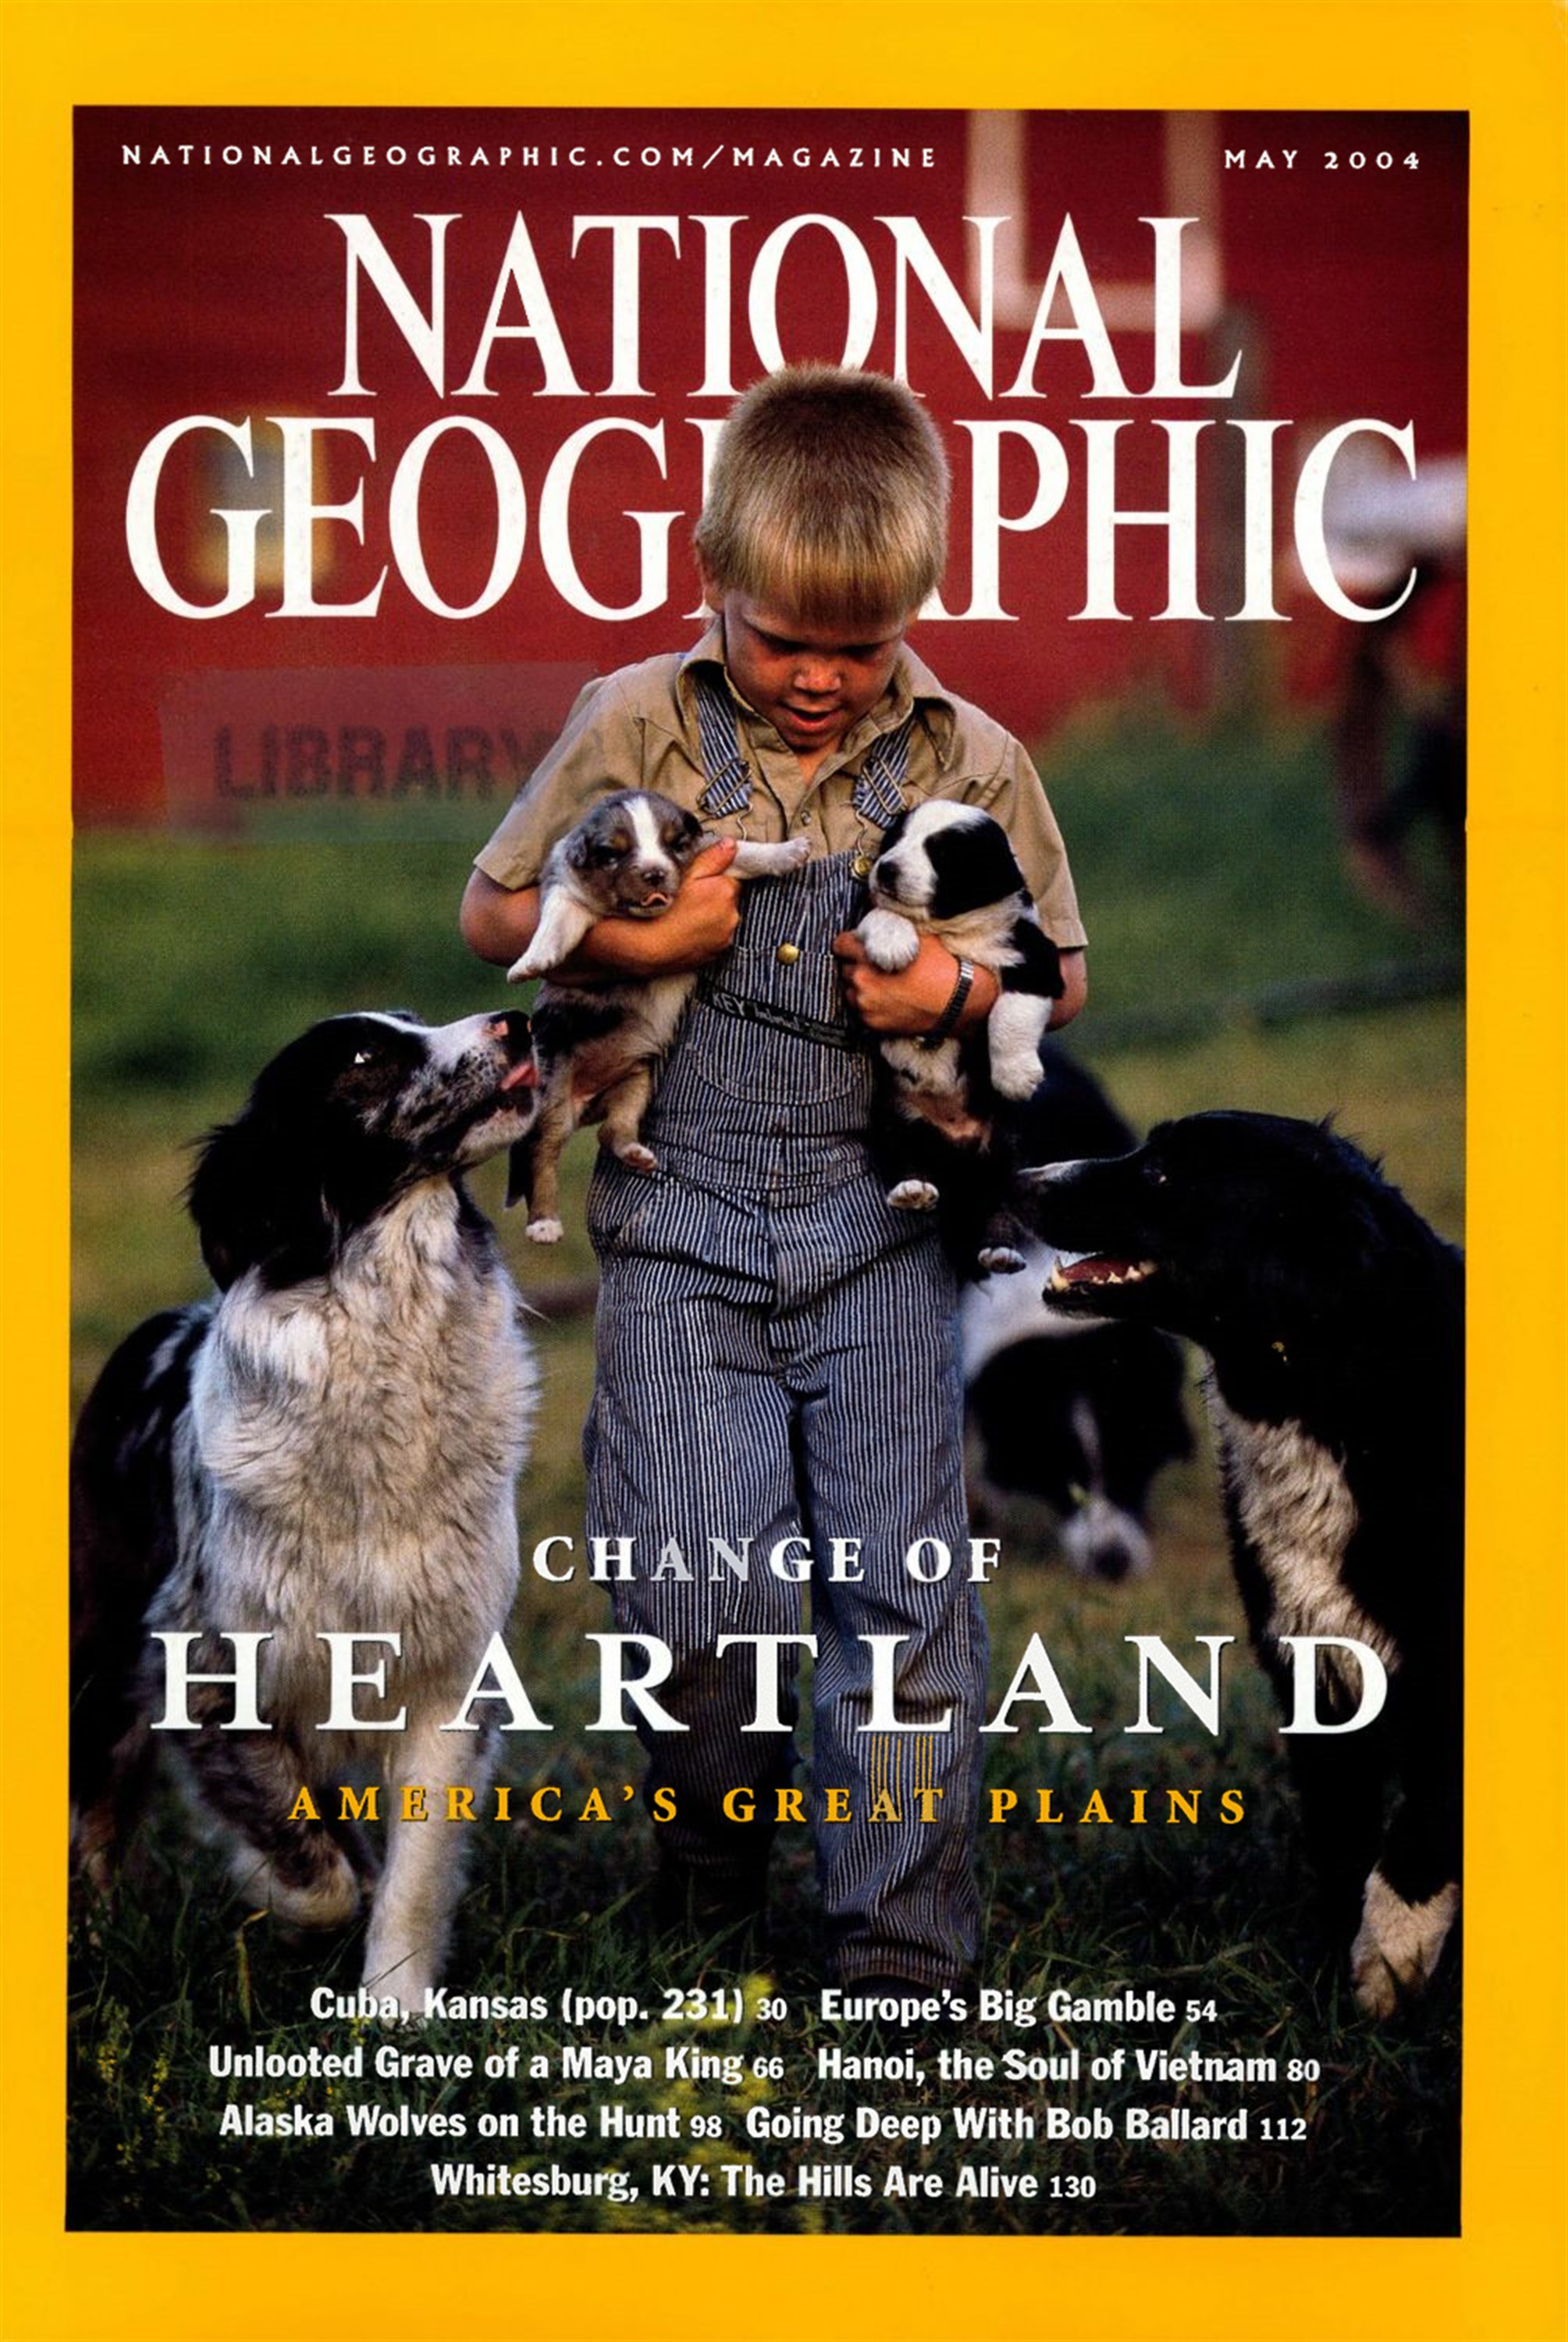 NATIONALGEOGRAPHIC.COM/MAGAZINE MAY 2004
NATIONAL
GEOGRAPHIC
LIBRARY
KEY
CHANGE OF
HEARTLAND
AMERICA'S GREAT PLAINS
Cuba, Kansas (pop. 231) 30 Europe's Big Gamble 54
Unlooted Grave of a Maya King 66 Hanoi, the Soul of Vietnam 80
Alaska Wolves on the Hunt 98 Going Deep With Bob Ballard 112
Whitesburg, KY: The Hills Are Alive 130